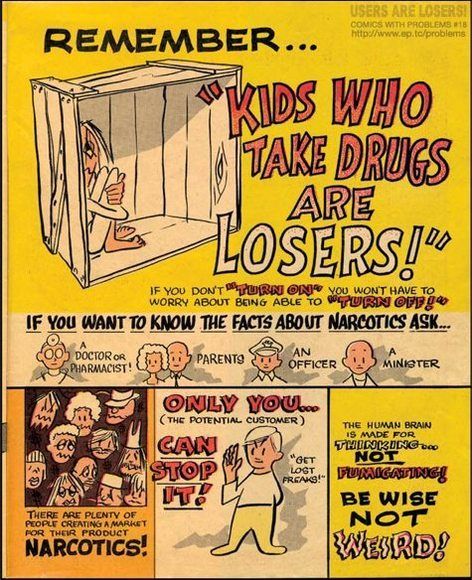 USERS ARE LOSERS!
COMICS WITH PROBLEMS #18
http://www.ep.tc/problems
REMEMBER...
"KIDS WHO
TAKE DRUGS
ARE
LOSERS!"
IF YOU DON'T "TURN ON" YOU WON'T HAVE TO
WORRY ABOUT BEING ABLE TO "TURN OFF!"
IF YOU WANT TO KNOW THE FACTS ABOUT NARCOTICS ASK...
A
DOCTOR OR
PHARMACIST!
PARENTS
AN
OFFICER
A
MINISTER
THERE ARE PLENTY OF
PEOPLE CREATING A MARKET
FOR THEIR PRODUCT
NARCOTICS!
ONLY YOU...
(THE POTENTIAL CUSTOMER)
CAN
STOP
IT!
"GET
LOST
FREAKS!"
THE HUMAN BRAIN
IS MADE FOR
THINKING...
NOT
FUMIGATING!
BE WISE
NOT
WEIRD!